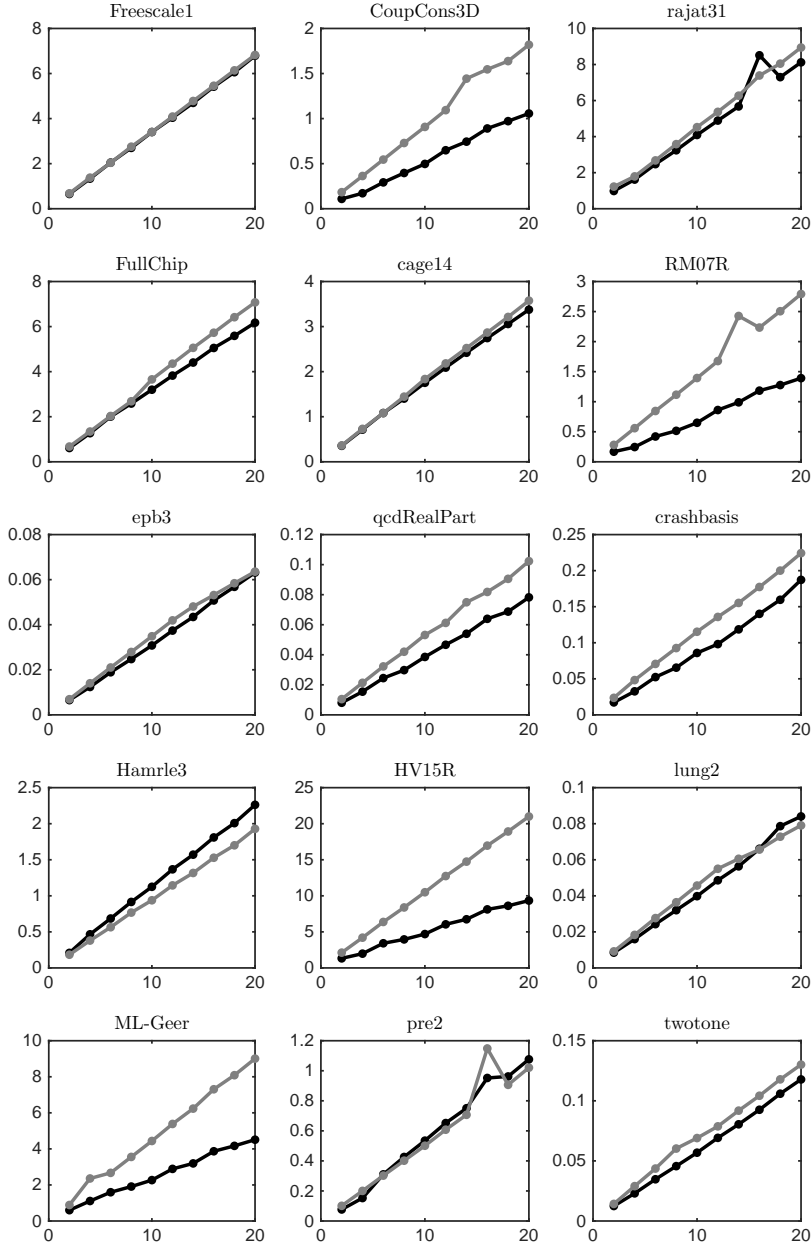 Freescale1
8
6
4
2
0
0 10 20
CoupCons3D
2
1.5
1
0.5
0
0 10 20
rajat31
10
8
6
4
2
0
0 10 20
FullChip
8
6
4
2
0
0 10 20
cage14
4
3
2
1
0
0 10 20
RM07R
3
2.5
2
1.5
1
0.5
0
0 10 20
epb3
0.08
0.06
0.04
0.02
0
0 10 20
qcdRealPart
0.12
0.1
0.08
0.06
0.04
0.02
0
0 10 20
crashbasis
0.25
0.2
0.15
0.1
0.05
0
0 10 20
Hamrle3
2.5
2
1.5
1
0.5
0
0 10 20
HV15R
25
20
15
10
5
0
0 10 20
lung2
0.1
0.08
0.06
0.04
0.02
0
0 10 20
ML-Geer
10
8
6
4
2
0
0 10 20
pre2
1.2
1
0.8
0.6
0.4
0.2
0
0 10 20
twotone
0.15
0.1
0.05
0
0 10 20